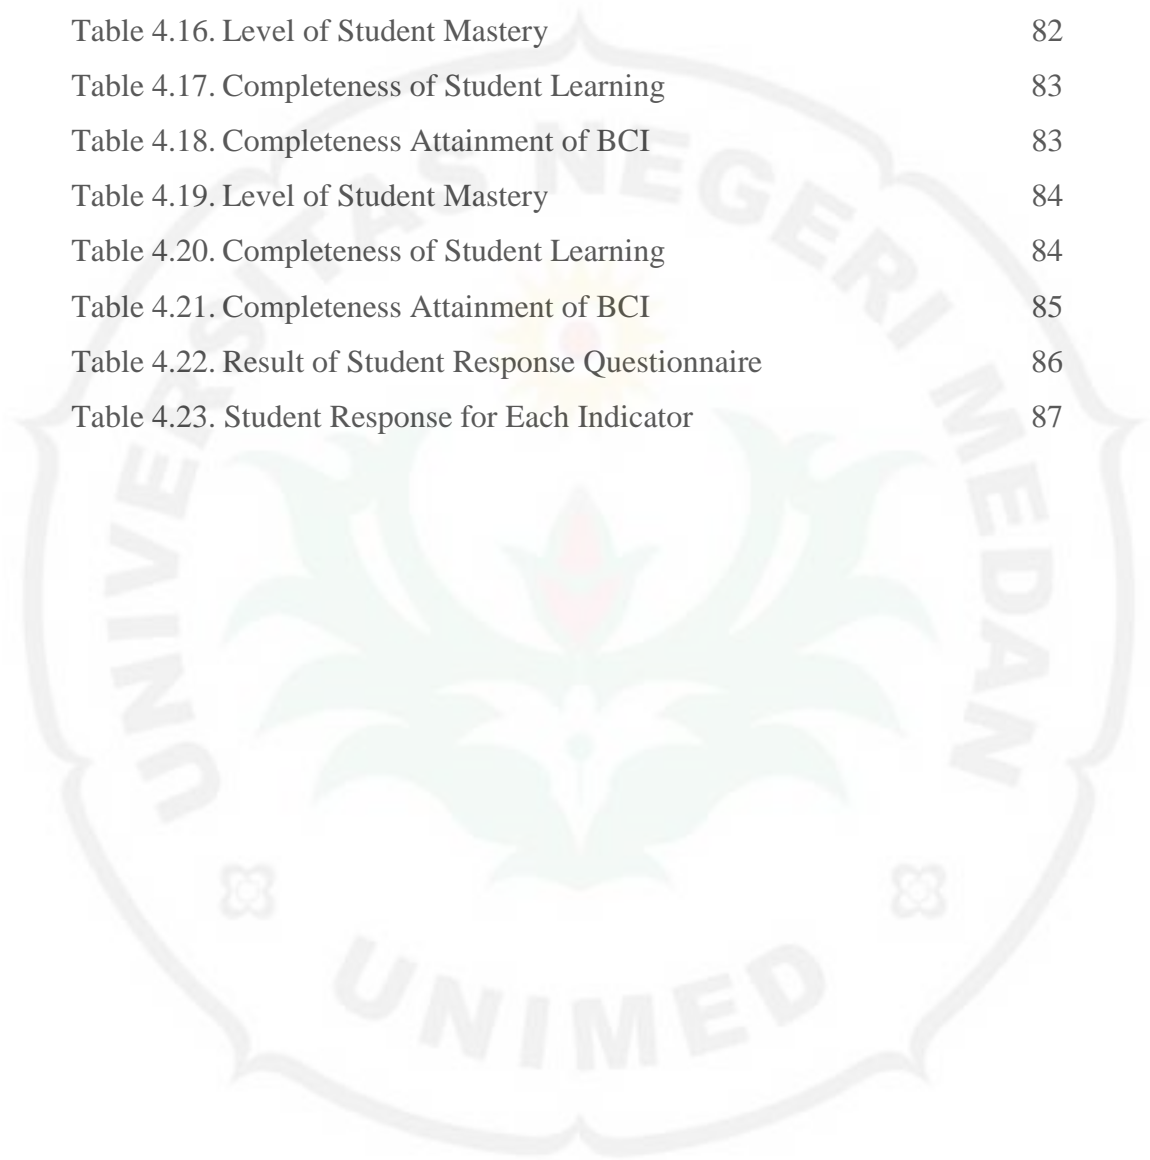 Table 4.16. Level of Student Mastery 82
Table 4.17. Completeness of Student Learning 83
Table 4.18. Completeness Attainment of BCI 83
Table 4.19. Level of Student Mastery 84
Table 4.20. Completeness of Student Learning 84
Table 4.21. Completeness Attainment of BCI 85
Table 4.22. Result of Student Response Questionnaire 86
Table 4.23. Student Response for Each Indicator 87
UNIVERSITAS NEGERI MEDAN
UNIMED